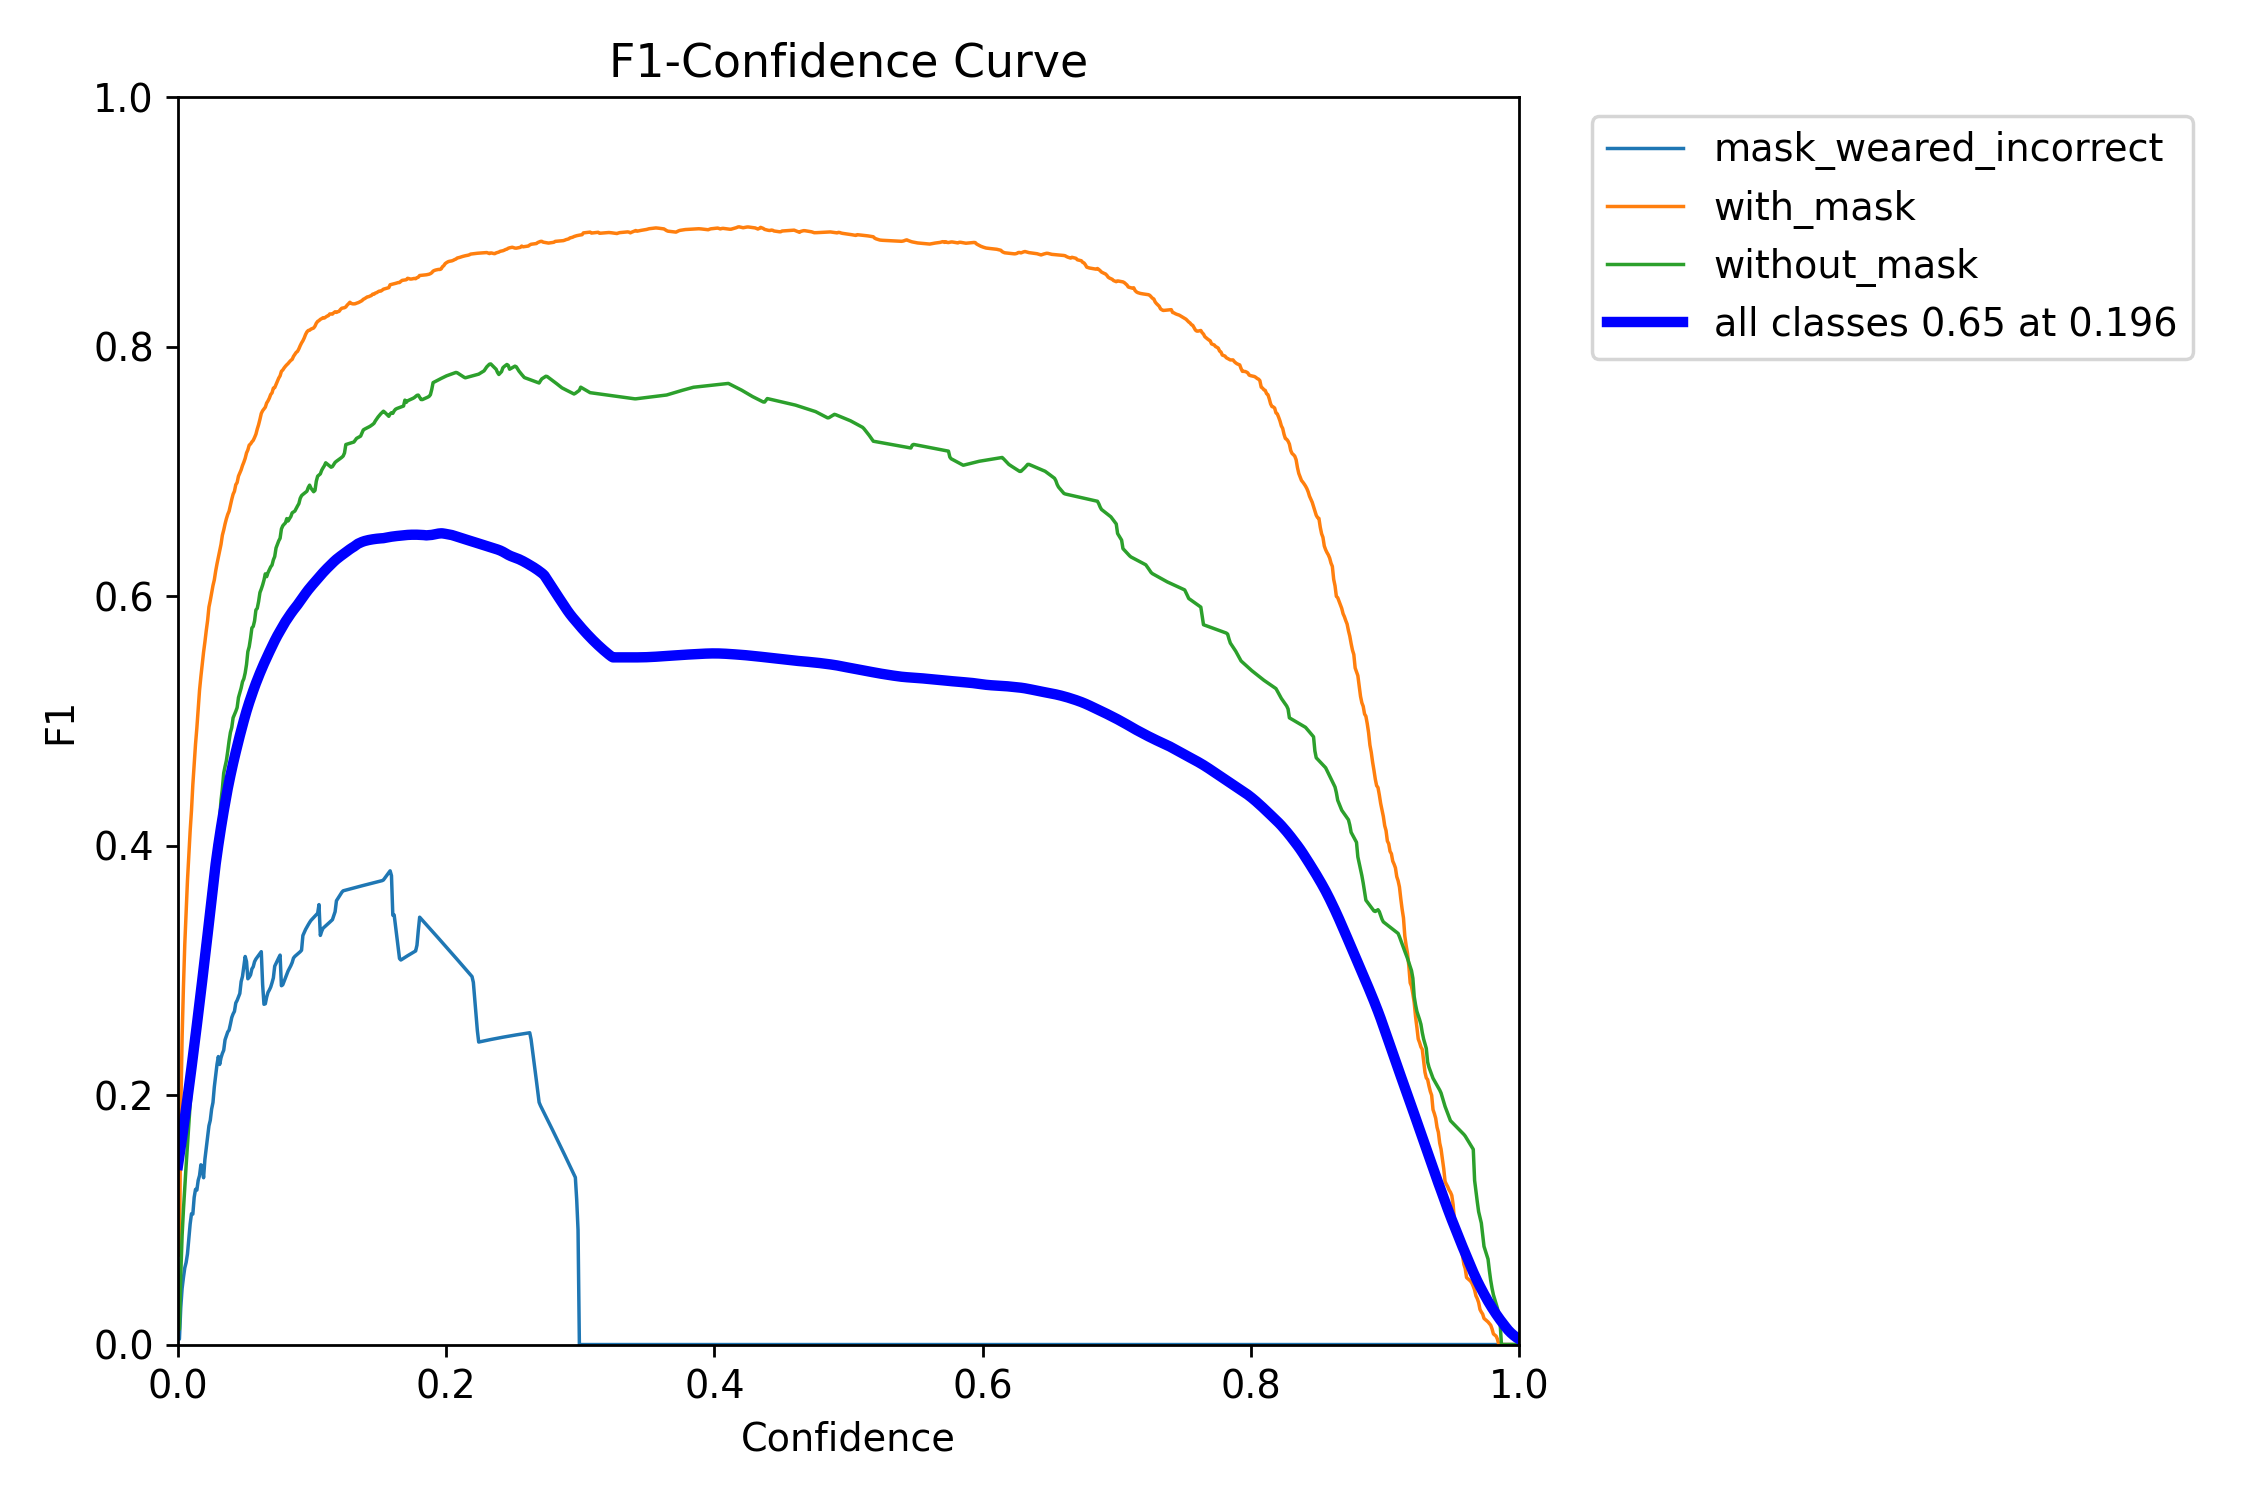 F1-Confidence Curve
1.0
0.8
0.6
0.4
0.2
0.0
F1
0.0 0.2 0.4 0.6 0.8 1.0
Confidence
mask_weared_incorrect
with_mask
without_mask
all classes 0.65 at 0.196